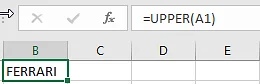 fx =UPPER(A1)
B C D E
FERRARI